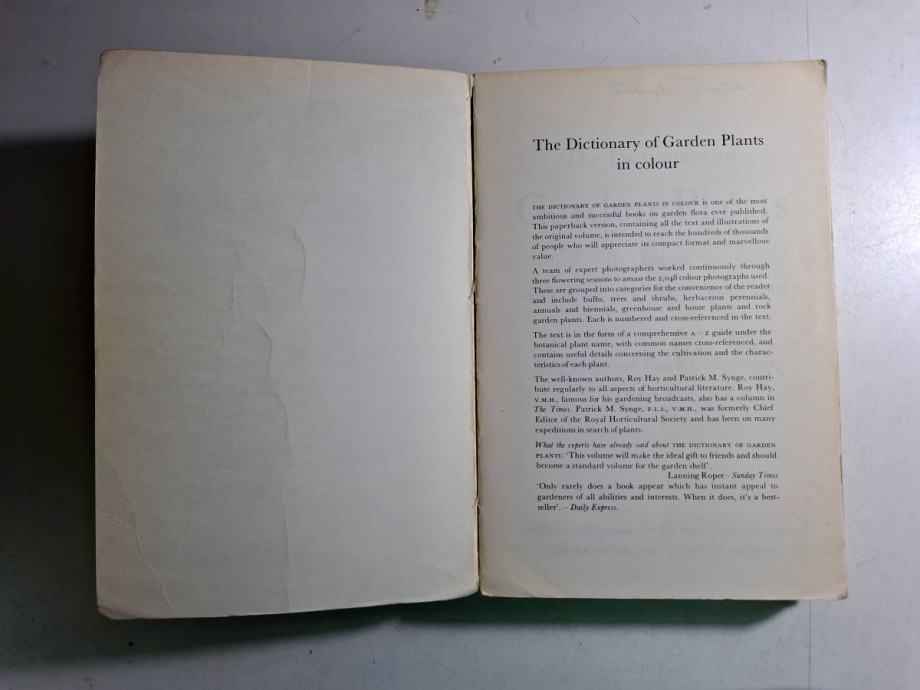 The Dictionary of Garden Plants
in colour
THE DICTIONARY OF GARDEN PLANTS IN COLOUR is one of the most
ambitious and successful books on garden flora ever published.
This paperback version, containing all the text and illustrations of
the original volume, is intended to reach the hundreds of thousands
of people who will appreciate its compact format and marvellous
value.
A team of expert photographers worked continuously through
three flowering seasons to amass the 2,048 colour photographs used.
These are grouped into categories for the convenience of the reader
and include bulbs, trees and shrubs, herbaceous perennials,
annuals and biennials, greenhouse and house plants and rock
garden plants. Each is numbered and cross-referenced in the text.
The text is in the form of a comprehensive A – Z guide under the
botanical plant name, with common names cross-referenced, and
contains useful details concerning the cultivation and the charac-
teristics of each plant.
The well-known authors, Roy Hay and Patrick M. Synge, contri-
bute regularly to all aspects of horticultural literature. Roy Hay,
V.M.H., famous for his gardening broadcasts, also has a column in
The Times. Patrick M. Synge, F.L.S., V.M.H., was formerly Chief
Editor of the Royal Horticultural Society and has been on many
expeditions in search of plants.
What the experts have already said about THE DICTIONARY OF GARDEN
PLANTS: 'This volume will make the ideal gift to friends and should
become a standard volume for the garden shelf'.
Lanning Roper – Sunday Times
'Only rarely does a book appear which has instant appeal to
gardeners of all abilities and interests. When it does, it's a best-
seller'. – Daily Express.